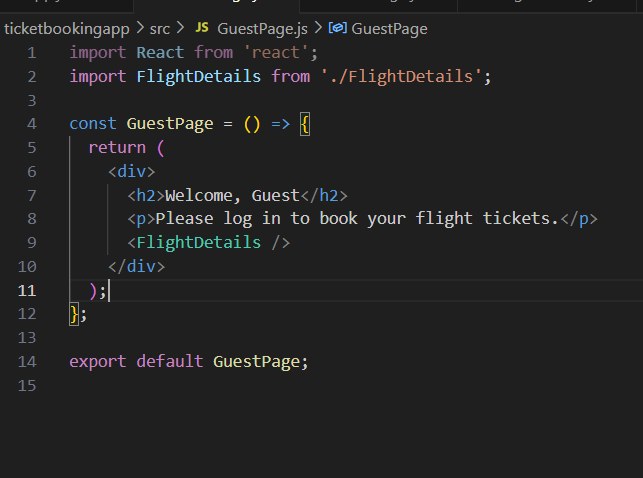 ticketbookingapp > src > JS GuestPage.js > GuestPage
1 import React from 'react';
2 import FlightDetails from './FlightDetails';
3
4 const GuestPage = () => {
5   return (
6     <div>
7       <h2>Welcome, Guest</h2>
8       <p>Please log in to book your flight tickets.</p>
9       <FlightDetails />
10     </div>
11   );
12 };
13
14 export default GuestPage;
15